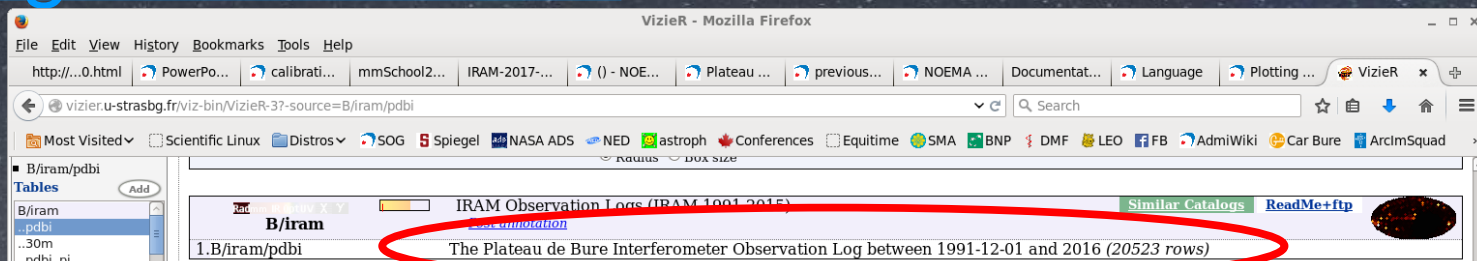 VizieR - Mozilla Firefox
File Edit View History Bookmarks Tools Help
http://...0.html PowerPo... calibrati... mmSchool2... IRAM-2017-... () - NOE... Plateau ... previous... NOEMA ... Documentat... Language Plotting ... VizieR
vizier.u-strasbg.fr/viz-bin/VizieR-3?-source=B/iram/pdbi Search
Most Visited Scientific Linux Distros SOG Spiegel NASA ADS NED astroph Conferences Equitime SMA BNP DMF LEO FB AdmiWiki Car Bure ArcImSquad
B/iram/pdbi Radius Box size
Tables Add
B/iram IRAM Observation Logs (IRAM 1991-2015) Similar Catalogs ReadMe+ftp
..pdbi B/iram Post annotation
..30m 1.B/iram/pdbi The Plateau de Bure Interferometer Observation Log between 1991-12-01 and 2016 (20523 rows)
..pdbi_pi